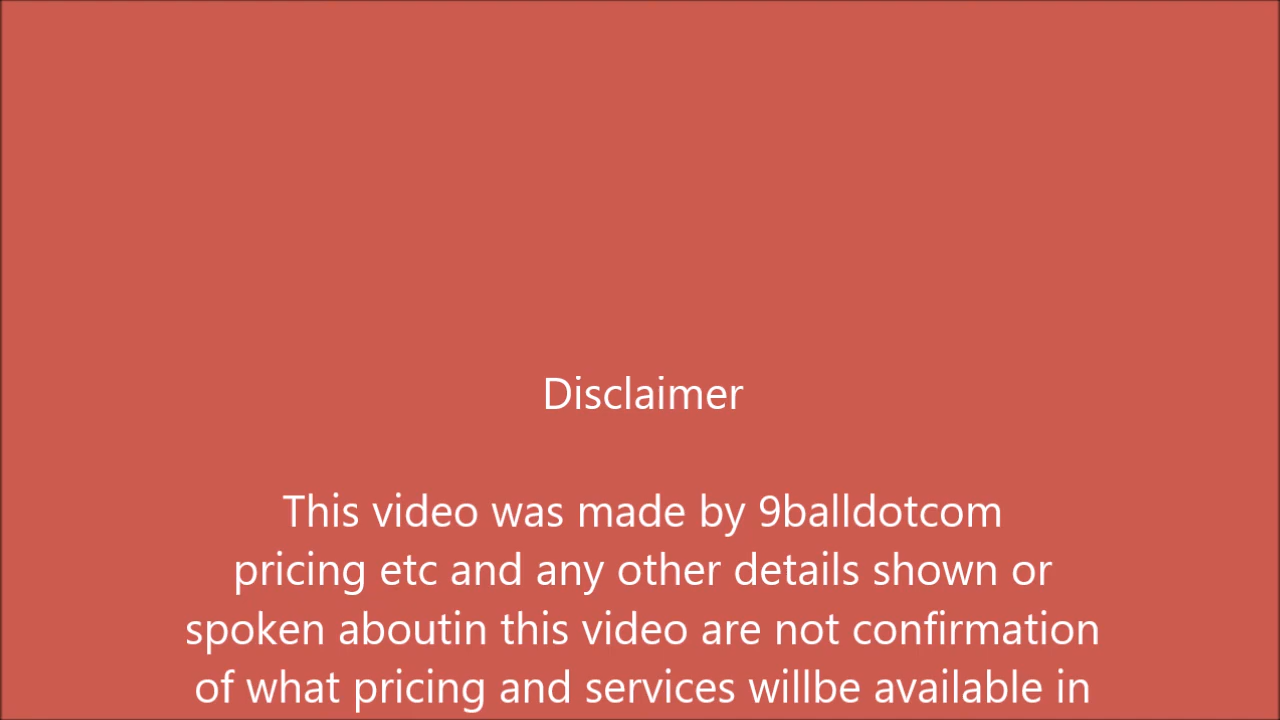 Disclaimer
This video was made by 9balldotcom
pricing etc and any other details shown or
spoken aboutin this video are not confirmation
of what pricing and services willbe available in